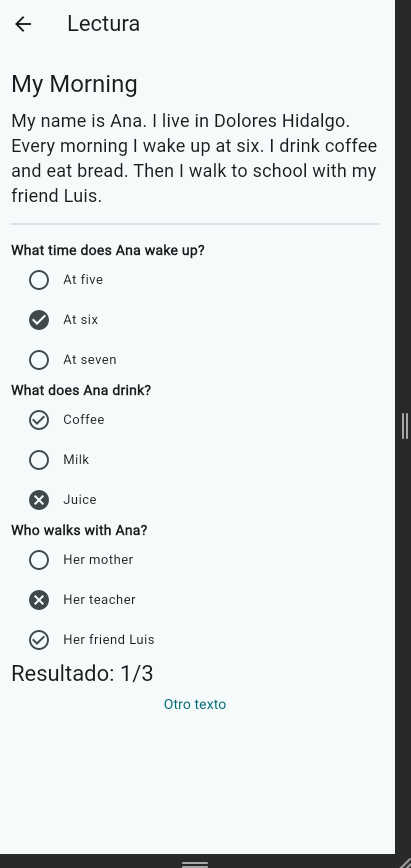 Lectura
My Morning
My name is Ana. I live in Dolores Hidalgo.
Every morning I wake up at six. I drink coffee
and eat bread. Then I walk to school with my
friend Luis.
What time does Ana wake up?
At five
At six
At seven
What does Ana drink?
Coffee
Milk
Juice
Who walks with Ana?
Her mother
Her teacher
Her friend Luis
Resultado: 1/3
Otro texto